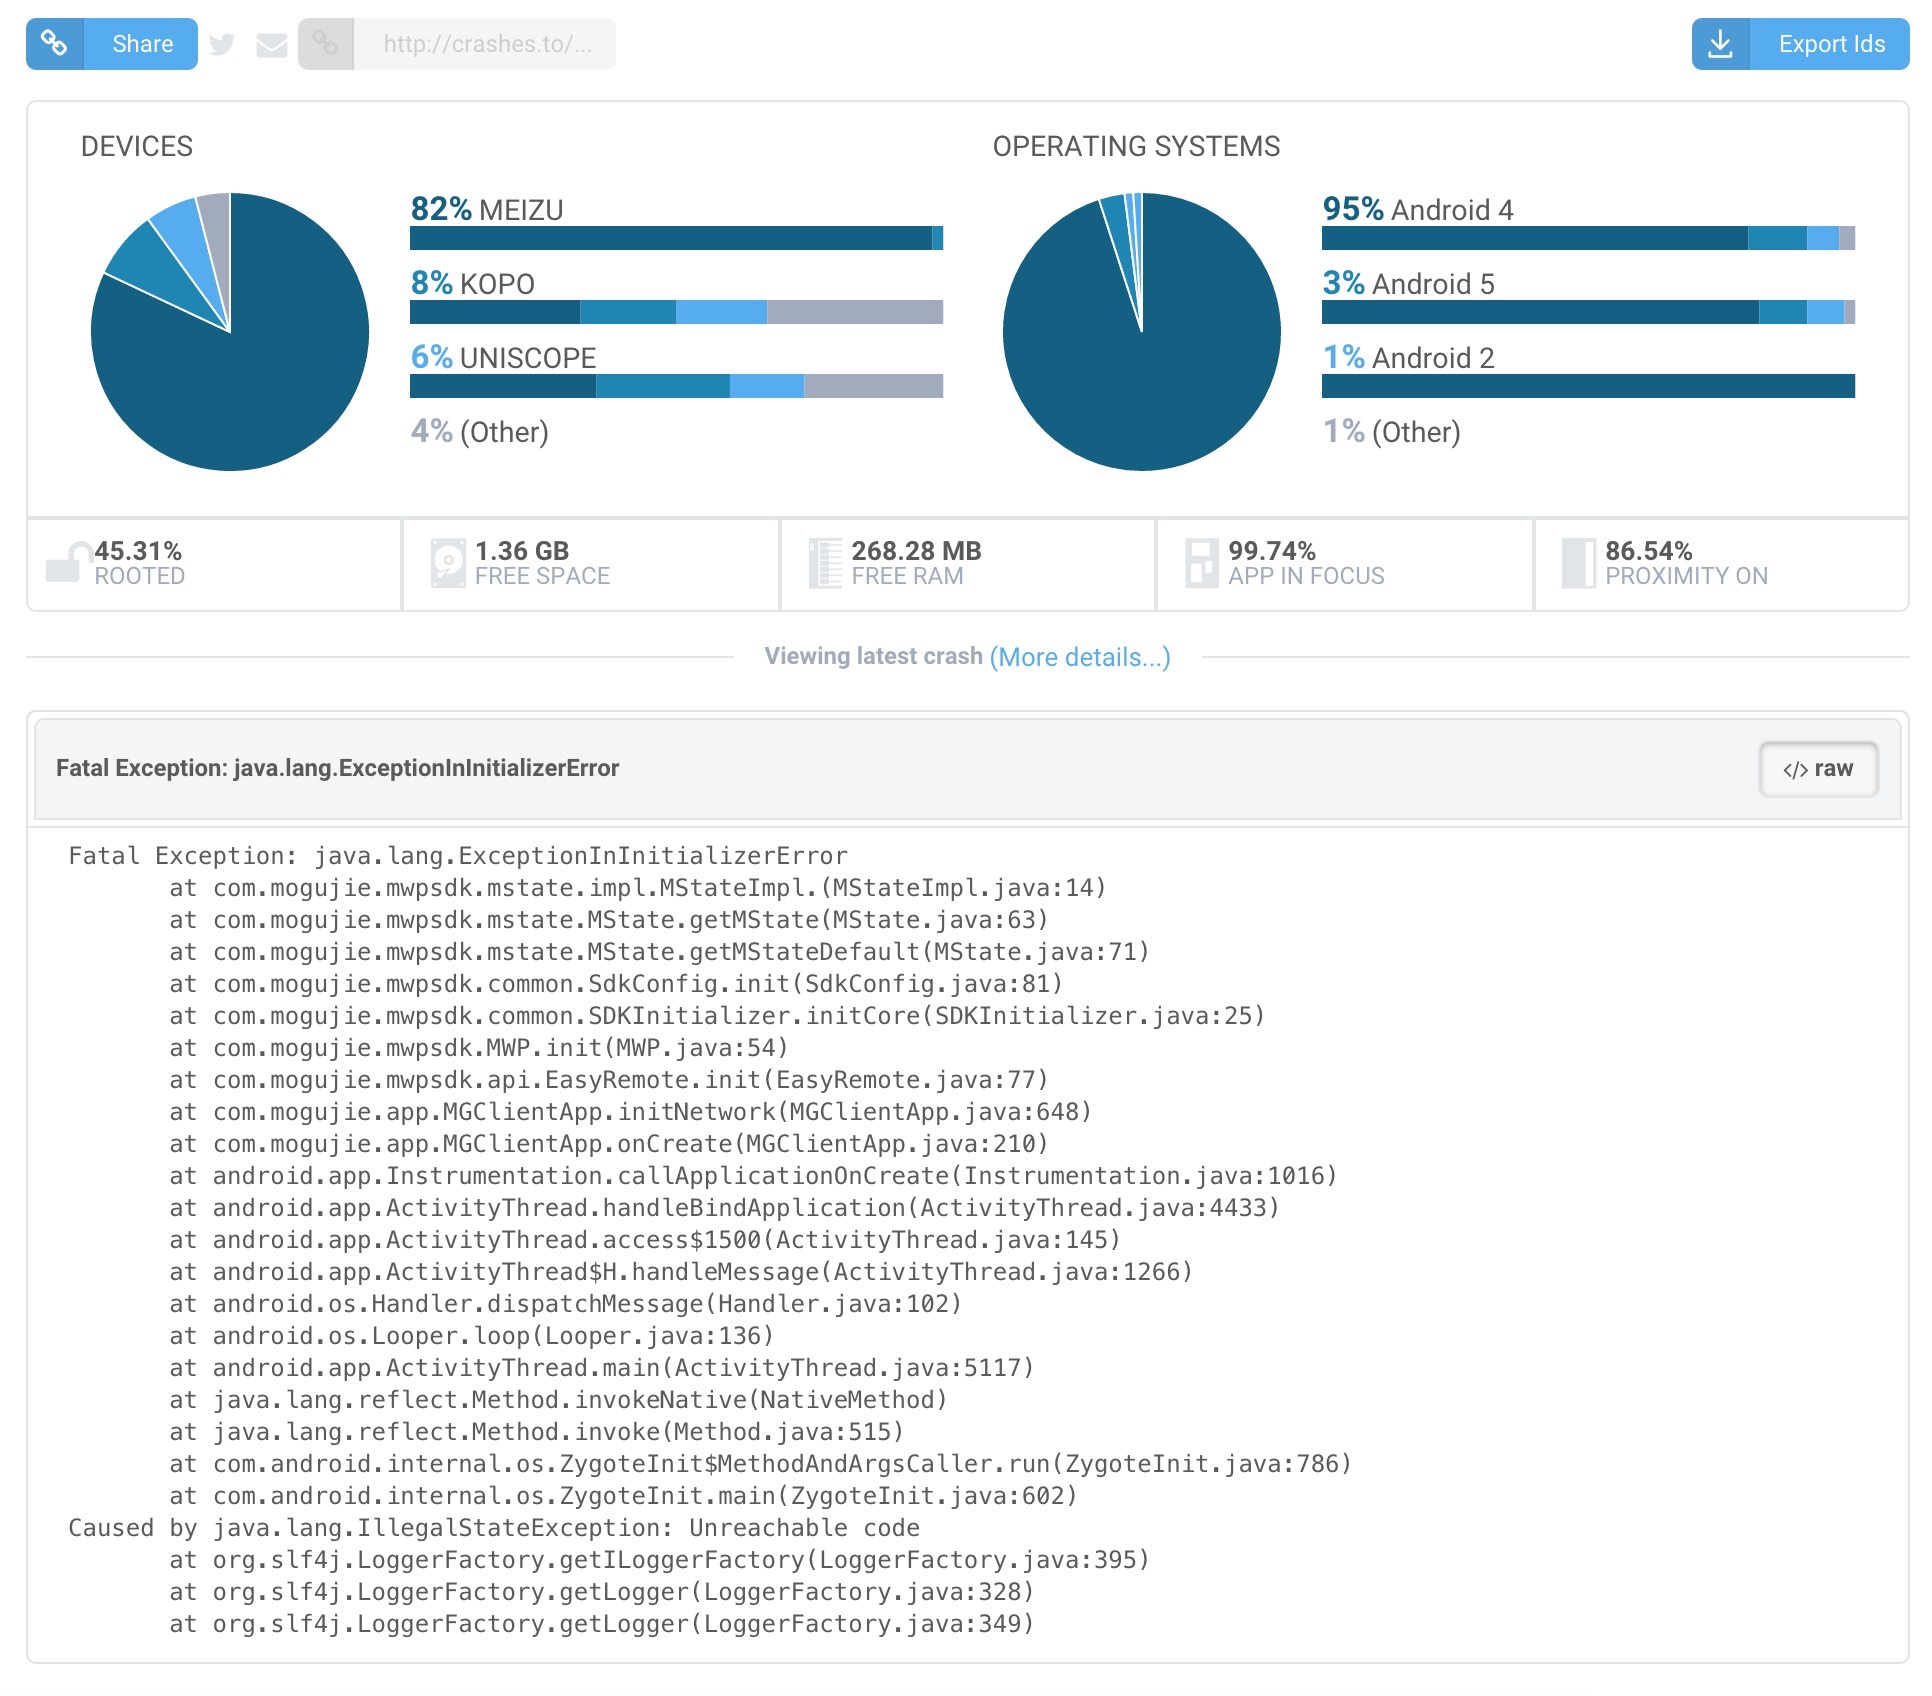 Share
http://crashes.to/...
Export Ids
DEVICES
82% MEIZU
8% KOPO
6% UNISCOPE
4% (Other)
OPERATING SYSTEMS
95% Android 4
3% Android 5
1% Android 2
1% (Other)
45.31%
ROOTED
1.36 GB
FREE SPACE
268.28 MB
FREE RAM
99.74%
APP IN FOCUS
86.54%
PROXIMITY ON
Viewing latest crash (More details...)
Fatal Exception: java.lang.ExceptionInInitializerError
</> raw
Fatal Exception: java.lang.ExceptionInInitializerError
at com.mogujie.mwpsdk.mstate.impl.MStateImpl.(MStateImpl.java:14)
at com.mogujie.mwpsdk.mstate.MState.getMState(MState.java:63)
at com.mogujie.mwpsdk.mstate.MState.getMStateDefault(MState.java:71)
at com.mogujie.mwpsdk.common.SdkConfig.init(SdkConfig.java:81)
at com.mogujie.mwpsdk.common.SDKInitializer.initCore(SDKInitializer.java:25)
at com.mogujie.mwpsdk.MWP.init(MWP.java:54)
at com.mogujie.mwpsdk.api.EasyRemote.init(EasyRemote.java:77)
at com.mogujie.app.MGClientApp.initNetwork(MGClientApp.java:648)
at com.mogujie.app.MGClientApp.onCreate(MGClientApp.java:210)
at android.app.Instrumentation.callApplicationOnCreate(Instrumentation.java:1016)
at android.app.ActivityThread.handleBindApplication(ActivityThread.java:4433)
at android.app.ActivityThread.access$1500(ActivityThread.java:145)
at android.app.ActivityThread$H.handleMessage(ActivityThread.java:1266)
at android.os.Handler.dispatchMessage(Handler.java:102)
at android.os.Looper.loop(Looper.java:136)
at android.app.ActivityThread.main(ActivityThread.java:5117)
at java.lang.reflect.Method.invokeNative(NativeMethod)
at java.lang.reflect.Method.invoke(Method.java:515)
at com.android.internal.os.ZygoteInit$MethodAndArgsCaller.run(ZygoteInit.java:786)
at com.android.internal.os.ZygoteInit.main(ZygoteInit.java:602)
Caused by java.lang.IllegalStateException: Unreachable code
at org.slf4j.LoggerFactory.getILoggerFactory(LoggerFactory.java:395)
at org.slf4j.LoggerFactory.getLogger(LoggerFactory.java:328)
at org.slf4j.LoggerFactory.getLogger(LoggerFactory.java:349)